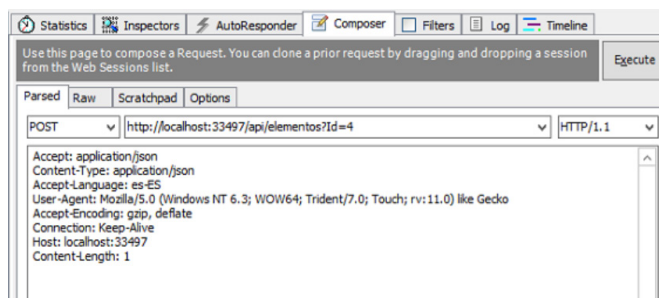 Statistics Inspectors AutoResponder Composer Filters Log Timeline
Use this page to compose a Request. You can clone a prior request by dragging and dropping a session
from the Web Sessions list.
Execute
Parsed Raw Scratchpad Options
POST http://localhost:33497/api/elementos?Id=4 HTTP/1.1
Accept: application/json
Content-Type: application/json
Accept-Language: es-ES
User-Agent: Mozilla/5.0 (Windows NT 6.3; WOW64; Trident/7.0; Touch; rv:11.0) like Gecko
Accept-Encoding: gzip, deflate
Connection: Keep-Alive
Host: localhost:33497
Content-Length: 1